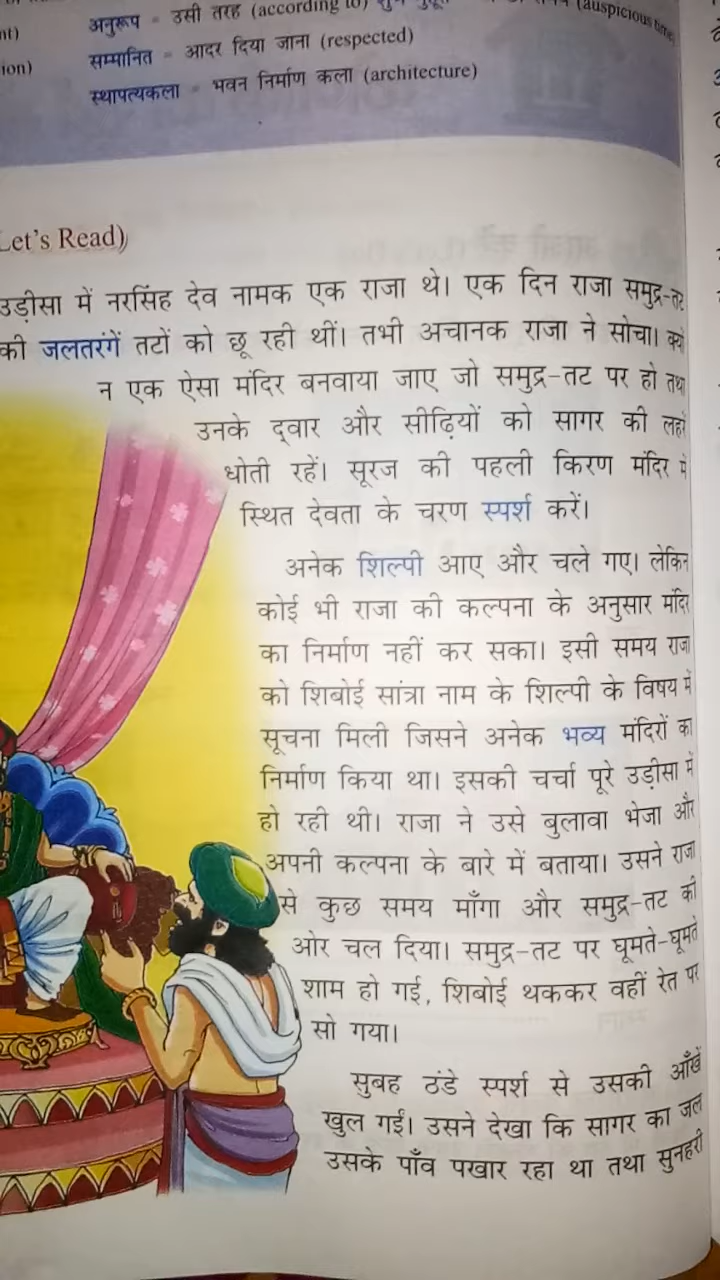 अनुरूप = उसी तरह (according to)
(auspicious time)
सम्मानित = आदर दिया जाना (respected)
स्थापत्यकला = भवन निर्माण कला (architecture)
Let's Read)
उड़ीसा में नरसिंह देव नामक एक राजा थे। एक दिन राजा समुद्र-तट
की जलतरंगें तटों को छू रही थीं। तभी अचानक राजा ने सोचा। क्यों
न एक ऐसा मंदिर बनवाया जाए जो समुद्र-तट पर हो तथा
उनके द्वार और सीढ़ियों को सागर की लहरें
धोती रहें। सूरज की पहली किरण मंदिर में
स्थित देवता के चरण स्पर्श करें।
अनेक शिल्पी आए और चले गए। लेकिन
कोई भी राजा की कल्पना के अनुसार मंदिर
का निर्माण नहीं कर सका। इसी समय राजा
को शिबोई सांत्रा नाम के शिल्पी के विषय में
सूचना मिली जिसने अनेक भव्य मंदिरों का
निर्माण किया था। इसकी चर्चा पूरे उड़ीसा में
हो रही थी। राजा ने उसे बुलावा भेजा और
अपनी कल्पना के बारे में बताया। उसने राजा
से कुछ समय माँगा और समुद्र-तट की
ओर चल दिया। समुद्र-तट पर घूमते-घूमते
शाम हो गई, शिबोई थककर वहीं रेत पर
सो गया।
सुबह ठंडे स्पर्श से उसकी आँखें
खुल गईं। उसने देखा कि सागर का जल
उसके पाँव पखार रहा था तथा सुनहरी